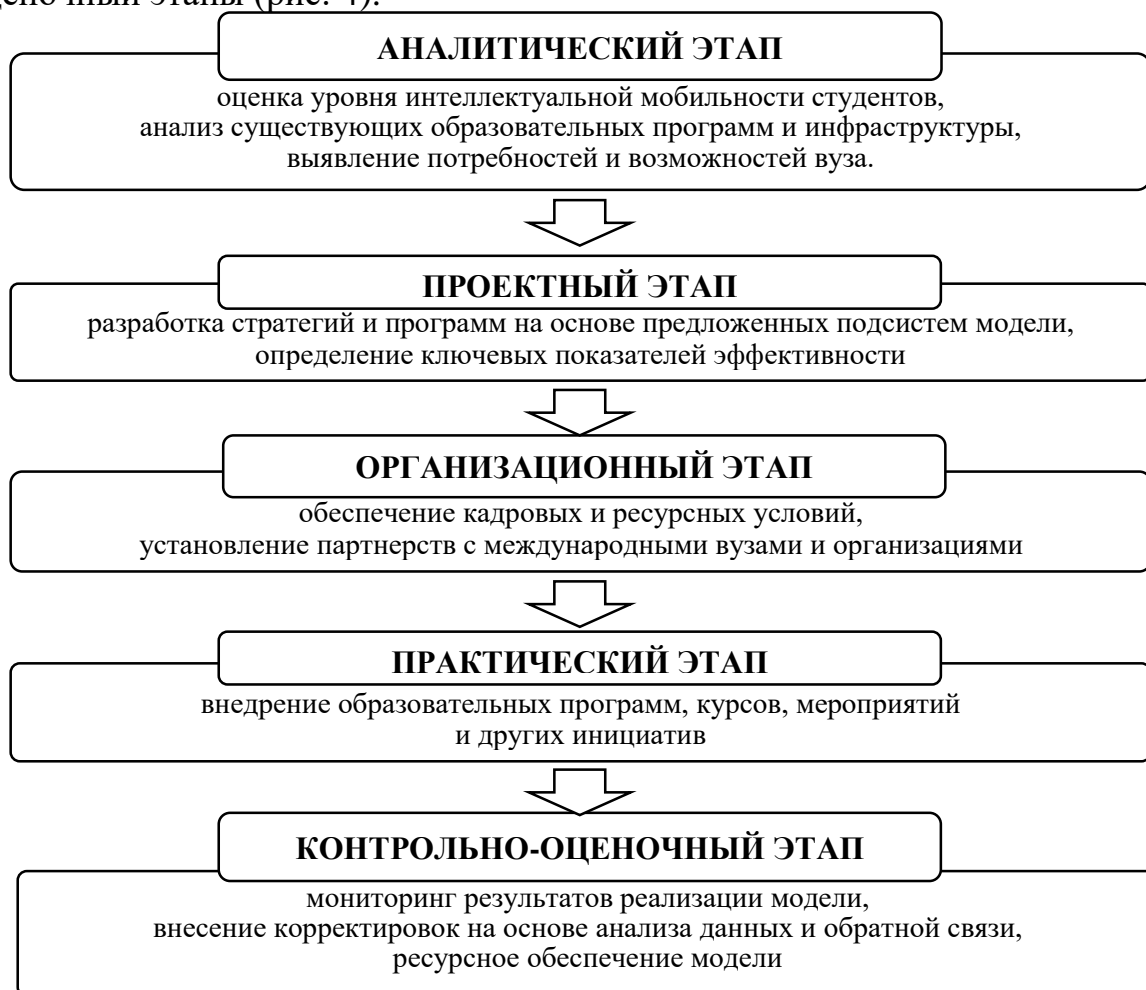 этапы (рис. 4).
АНАЛИТИЧЕСКИЙ ЭТАП
оценка уровня интеллектуальной мобильности студентов,
анализ существующих образовательных программ и инфраструктуры,
выявление потребностей и возможностей вуза.
ПРОЕКТНЫЙ ЭТАП
разработка стратегий и программ на основе предложенных подсистем модели,
определение ключевых показателей эффективности
ОРГАНИЗАЦИОННЫЙ ЭТАП
обеспечение кадровых и ресурсных условий,
установление партнерств с международными вузами и организациями
ПРАКТИЧЕСКИЙ ЭТАП
внедрение образовательных программ, курсов, мероприятий
и других инициатив
КОНТРОЛЬНО-ОЦЕНОЧНЫЙ ЭТАП
мониторинг результатов реализации модели,
внесение корректировок на основе анализа данных и обратной связи,
ресурсное обеспечение модели